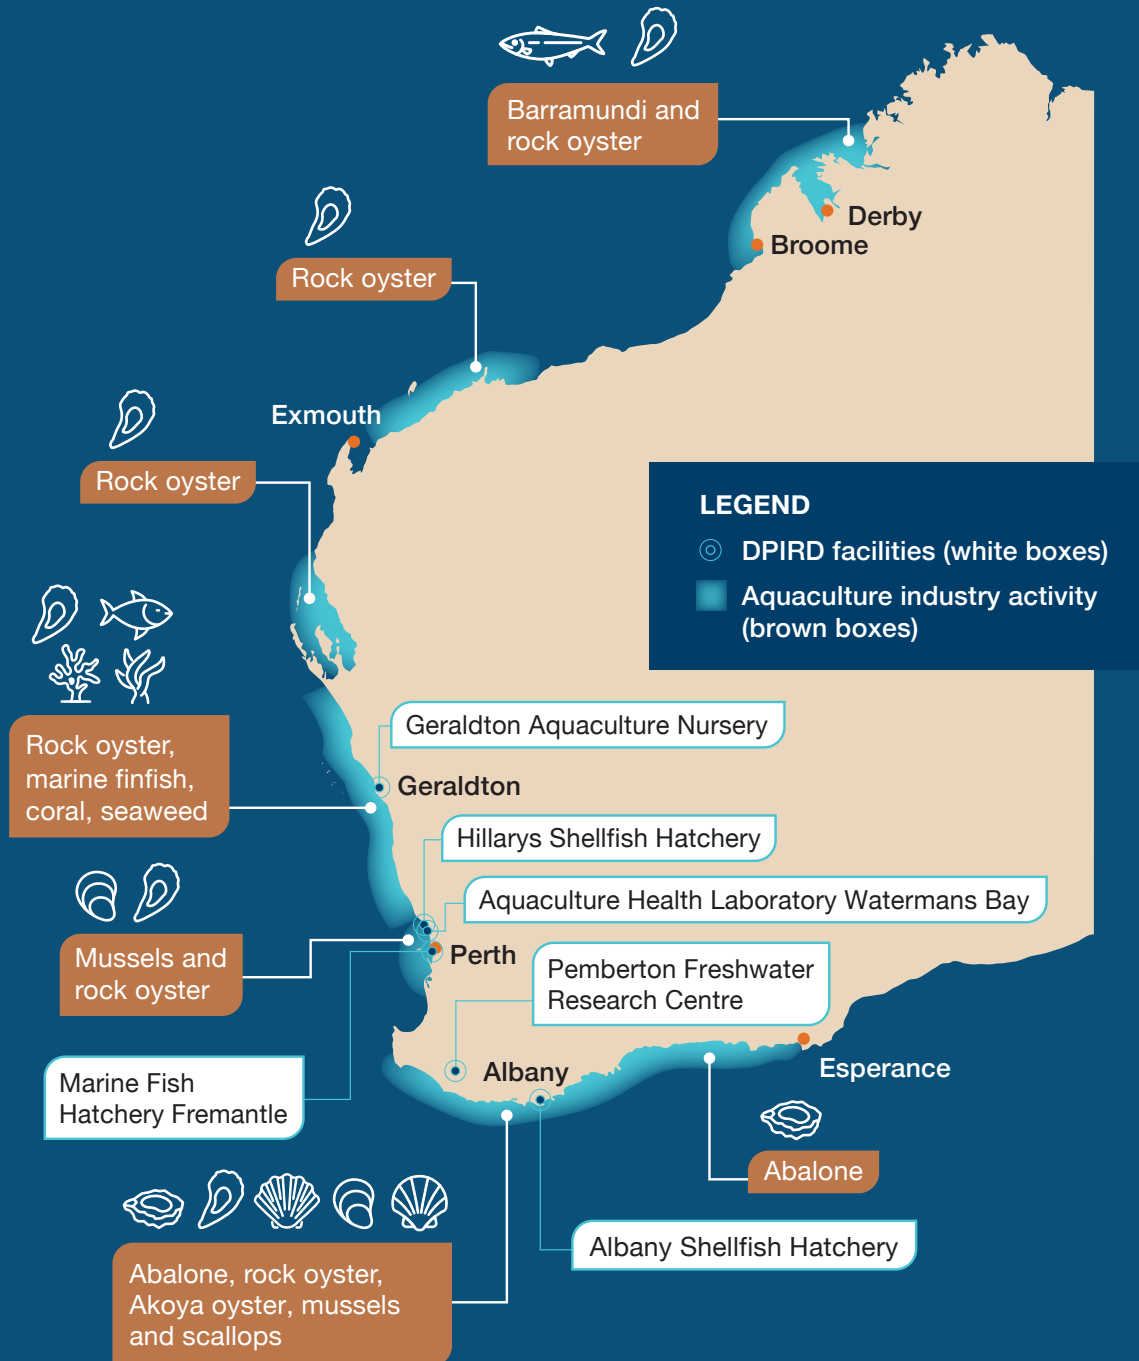 Barramundi and
rock oyster
Derby
Broome
Rock oyster
Exmouth
Rock oyster
LEGEND
DPIRD facilities (white boxes)
Aquaculture industry activity
(brown boxes)
Rock oyster,
marine finfish,
coral, seaweed
Geraldton Aquaculture Nursery
Geraldton
Hillarys Shellfish Hatchery
Aquaculture Health Laboratory Watermans Bay
Mussels and
rock oyster
Perth
Pemberton Freshwater
Research Centre
Marine Fish
Hatchery Fremantle
Albany
Esperance
Abalone
Albany Shellfish Hatchery
Abalone, rock oyster,
Akoya oyster, mussels
and scallops